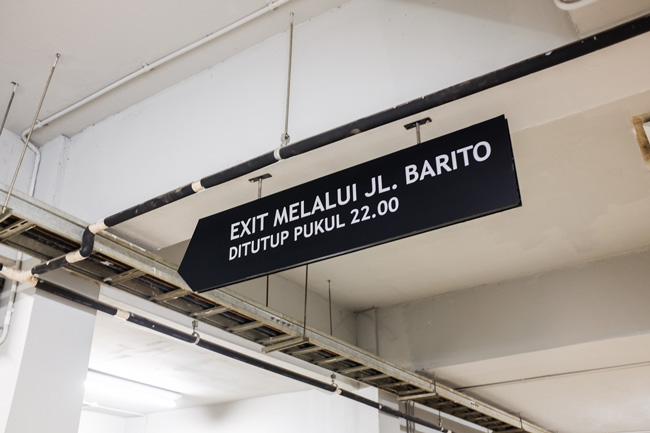 EXIT MELALUI JL. BARITO
DITUTUP PUKUL 22.00